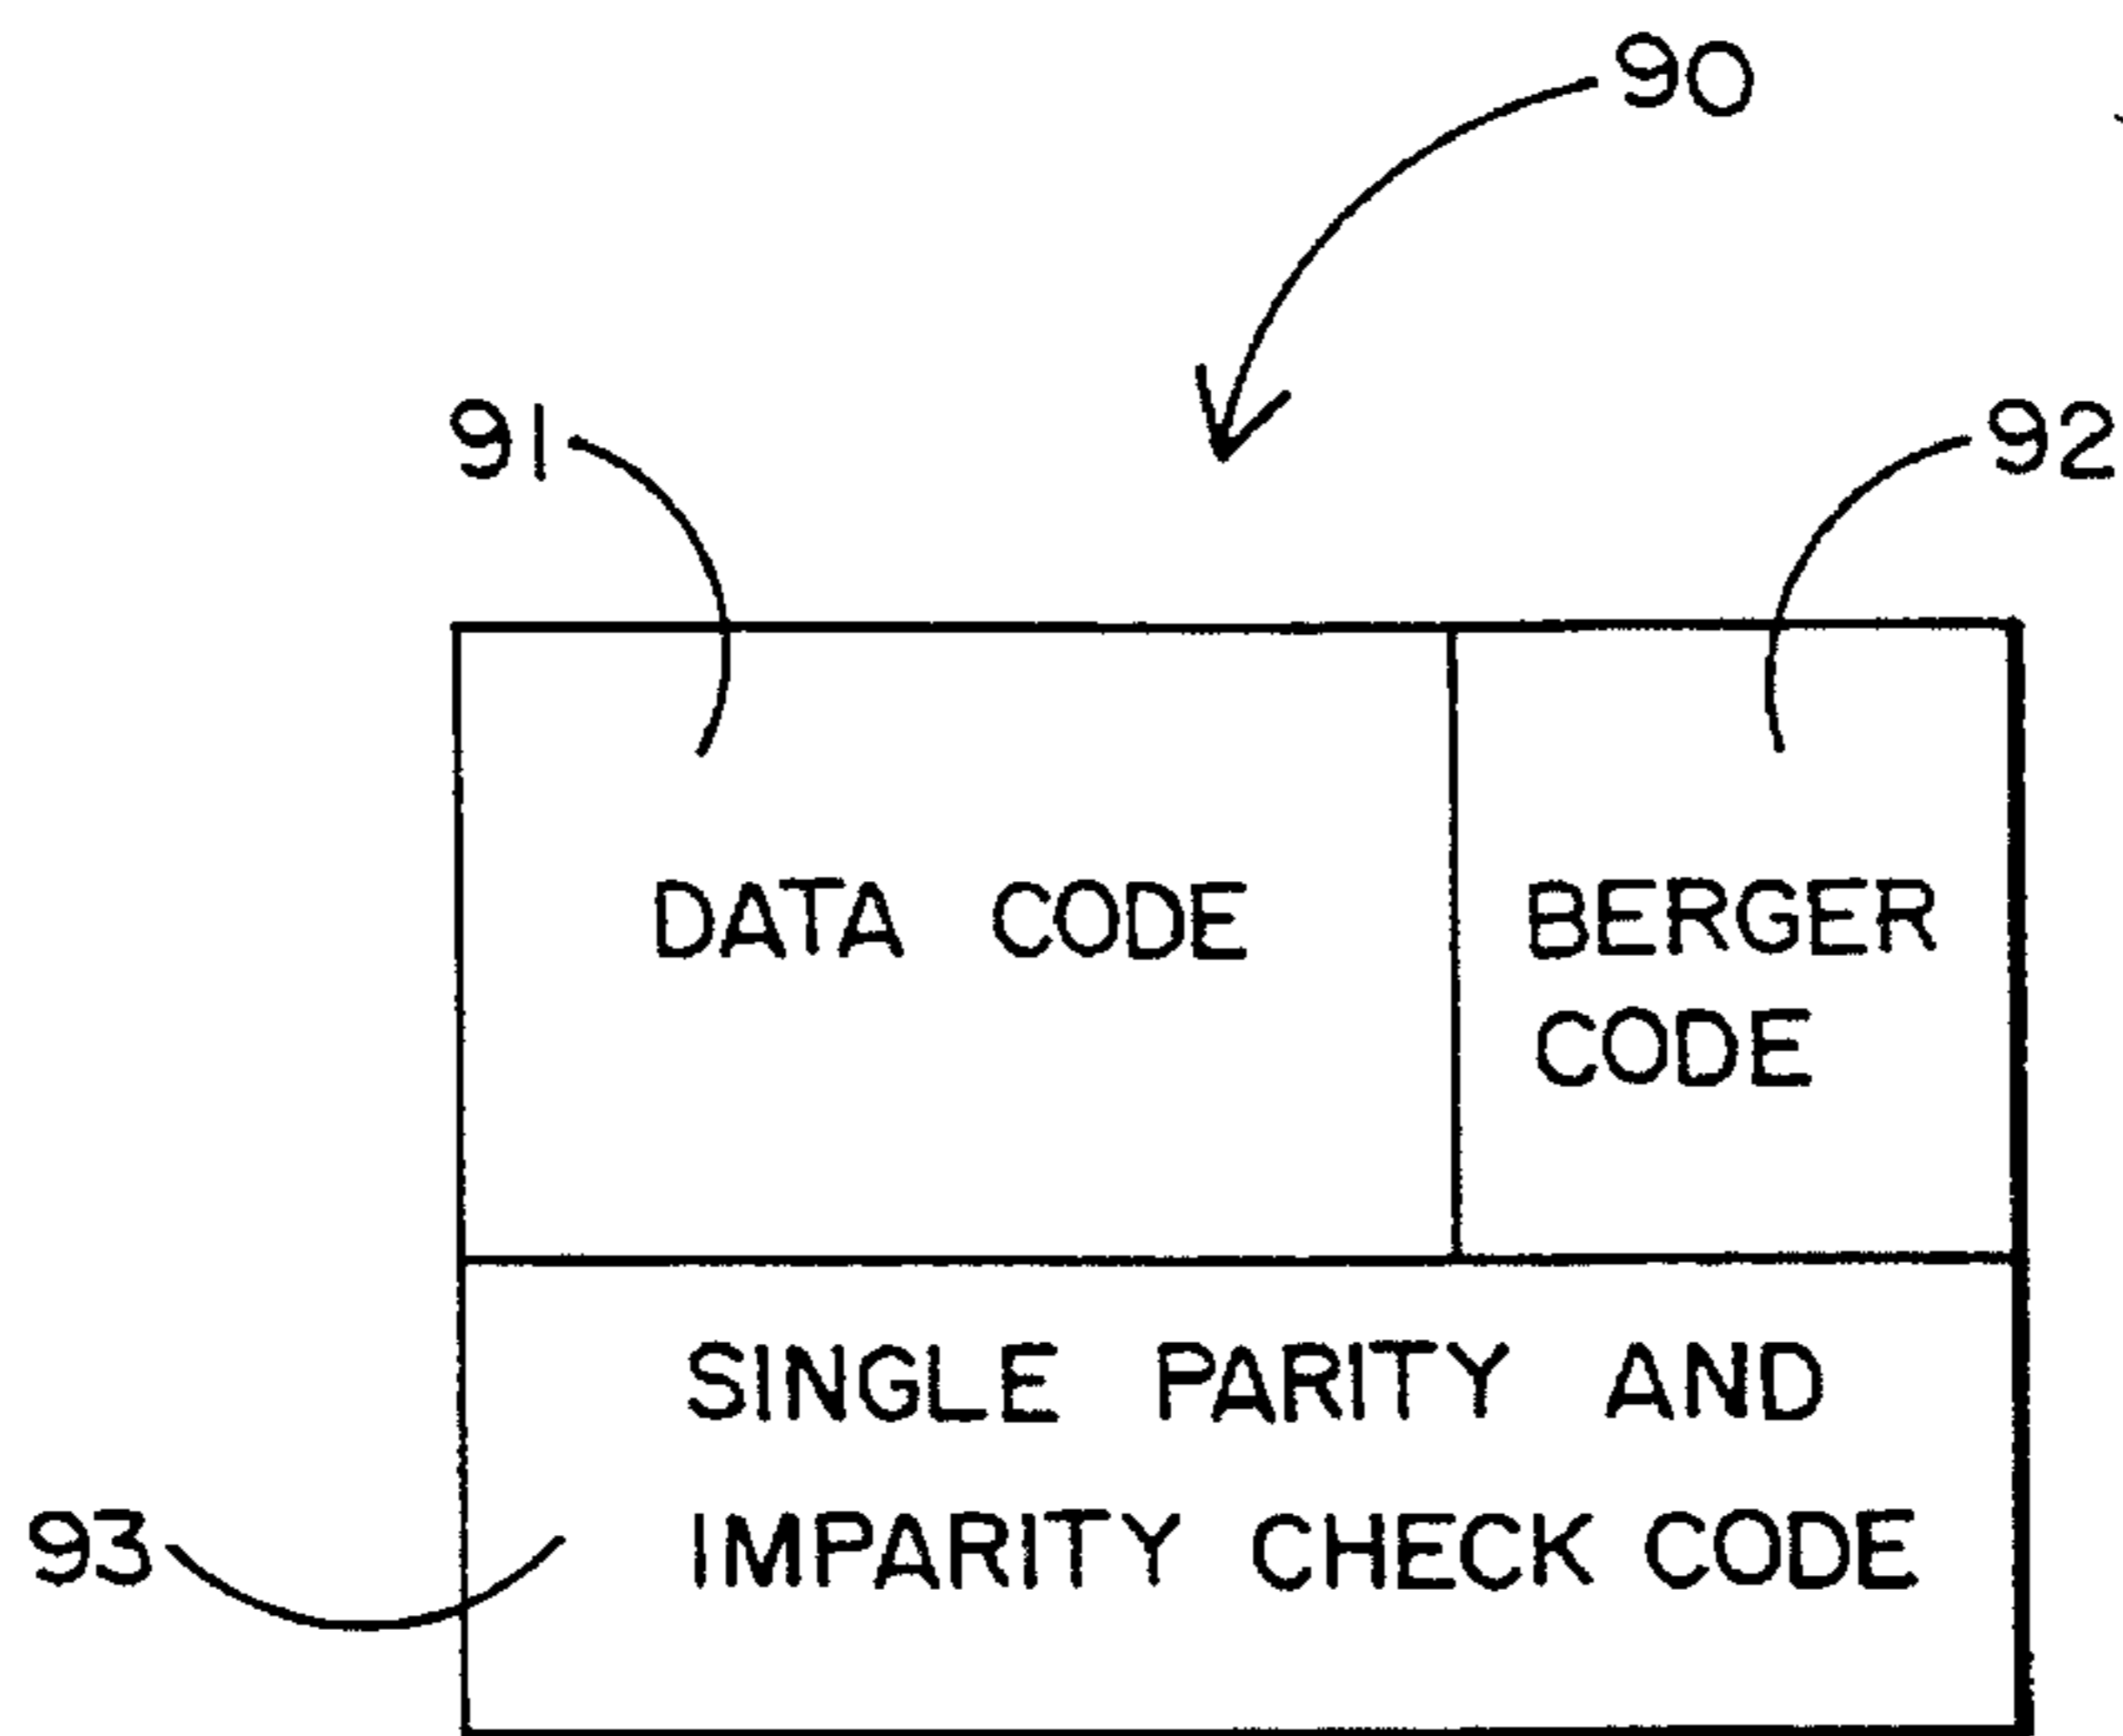 90
91
92
DATA CODE
BERGER
CODE
SINGLE PARITY AND
IMPARITY CHECK CODE
93